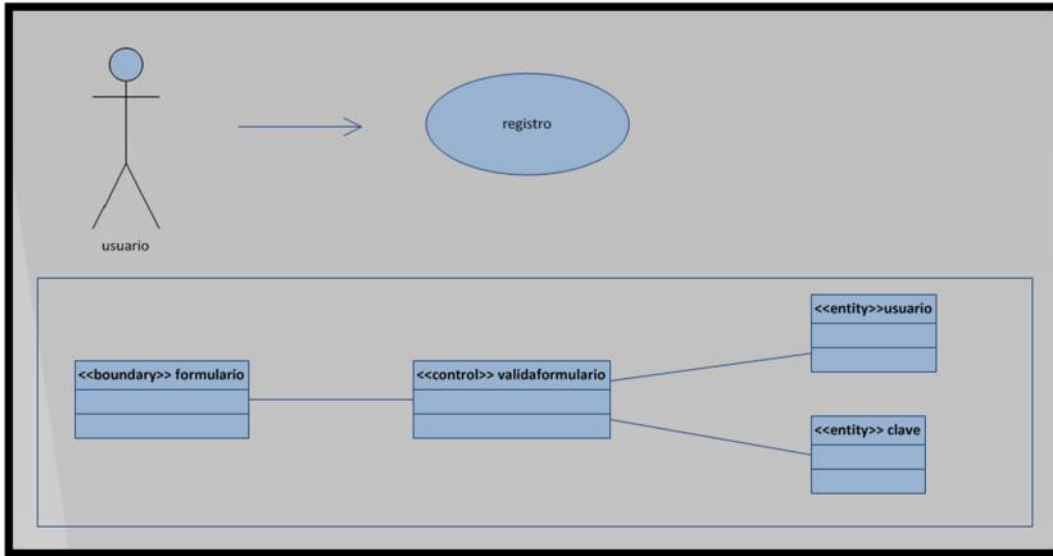 registro
usuario
<<entity>>usuario
<<boundary>> formulario
<<control>> validaformulario
<<entity>> clave